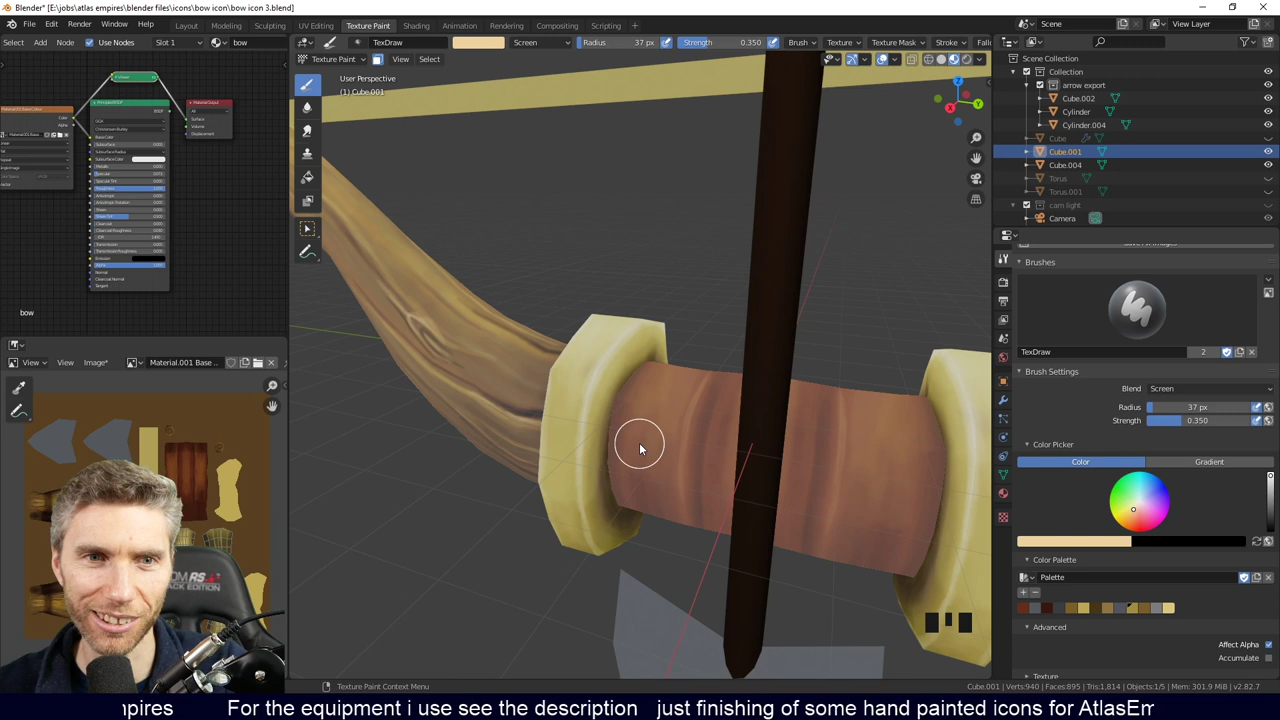 Blender* [E:\jobs\atlas empires\blender files\icons\bow icon\bow icon 3.blend]
File Edit Render Window Help Layout Modeling Sculpting UV Editing Texture Paint Shading Animation Rendering Compositing Scripting + Scene View Layer
Select Add Node Use Nodes Slot 1 bow TexDraw Screen Radius 37 px Strength 0.350 Brush Texture Texture Mask Stroke
Texture Paint View Select
User Perspective
(1) Cube.001
Scene Collection
Collection
arrow export
Cube.002
Cylinder
Cylinder.004
Cube
Cube.001
Cube.004
Torus
Torus.001
cam light
Camera
Brushes
TexDraw 2
Brush Settings
Blend Screen
Radius 37 px
Strength 0.350
Color Picker
Color Gradient
Color Palette
Palette
Advanced
Affect Alpha
Accumulate
Texture
bow
View View Image* Material.001 Base ..
Texture Paint Context Menu
Cube.001 | Verts:940 | Faces:895 | Tris:1,814 | Objects:1/5 | Mem: 301.9 MiB | v2.82.7
npires For the equipment i use see the description just finishing of some hand painted icons for AtlasEm